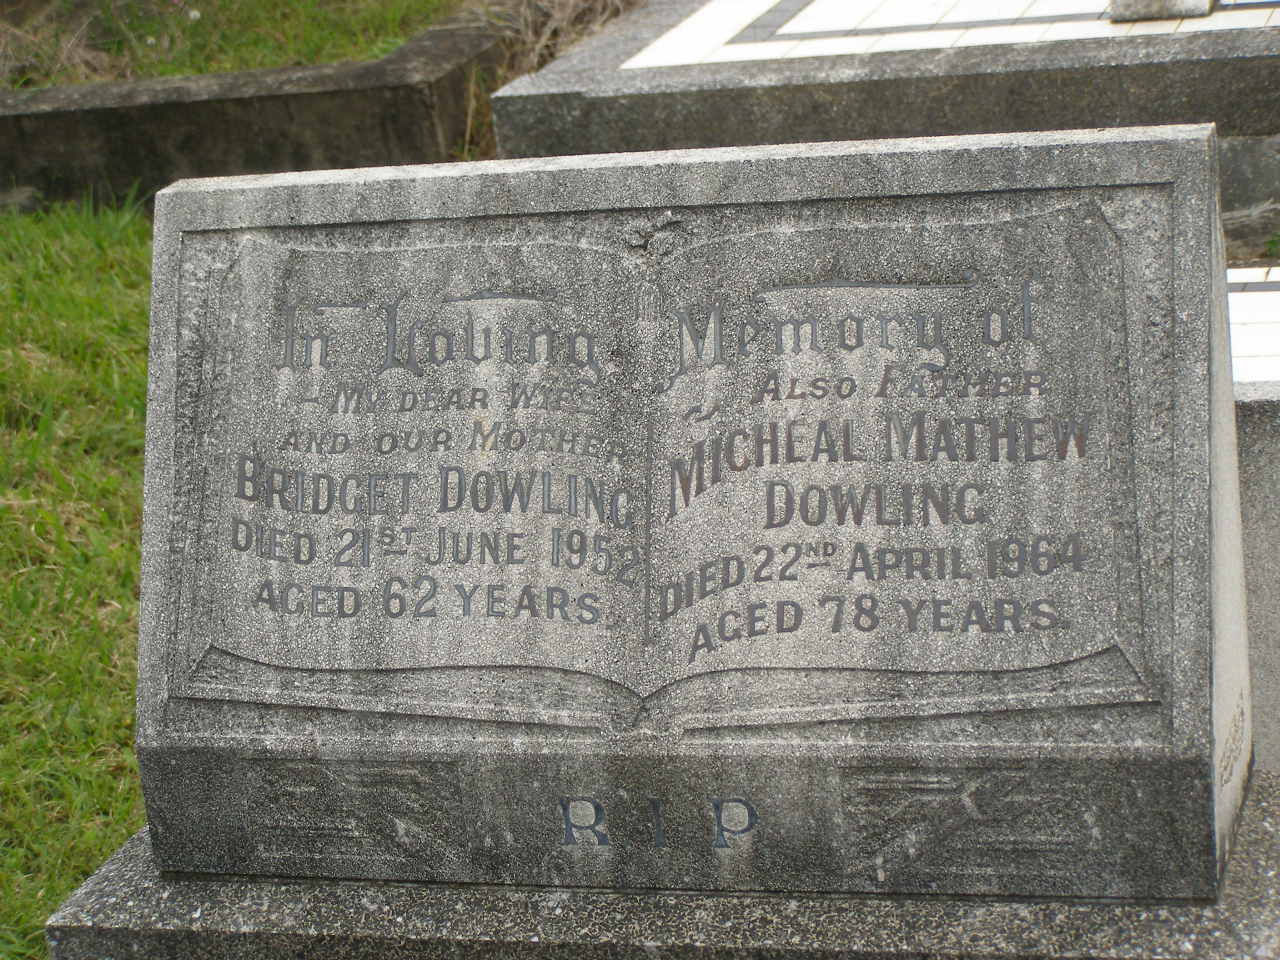 In Loving Memory of
MY DEAR WIFE
AND OUR MOTHER
BRIDGET DOWLING
DIED 21ST JUNE 1952
AGED 62 YEARS.
ALSO FATHER
MICHEAL MATHEW
DOWLING
DIED 22ND APRIL 1964
AGED 78 YEARS.
R I P